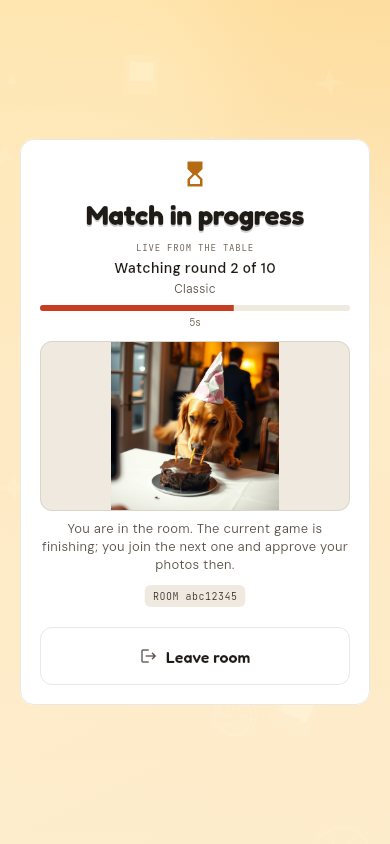 Match in progress
LIVE FROM THE TABLE
Watching round 2 of 10
Classic
5s
You are in the room. The current game is
finishing; you join the next one and approve your
photos then.
ROOM abc12345
Leave room